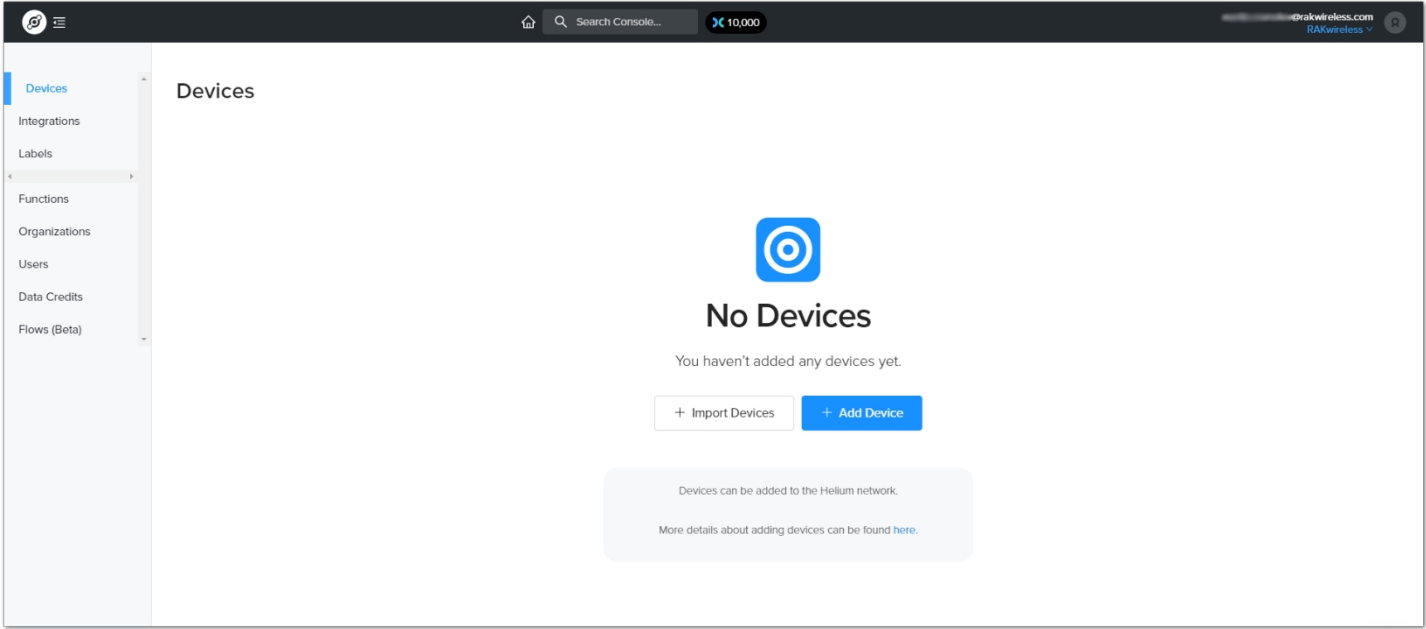 Search Console...
10,000
@rakwireless.com
RAKwireless
R
Devices
Integrations
Labels
Functions
Organizations
Users
Data Credits
Flows (Beta)
Devices
No Devices
You haven't added any devices yet.
+ Import Devices
+ Add Device
Devices can be added to the Helium network.
More details about adding devices can be found here.